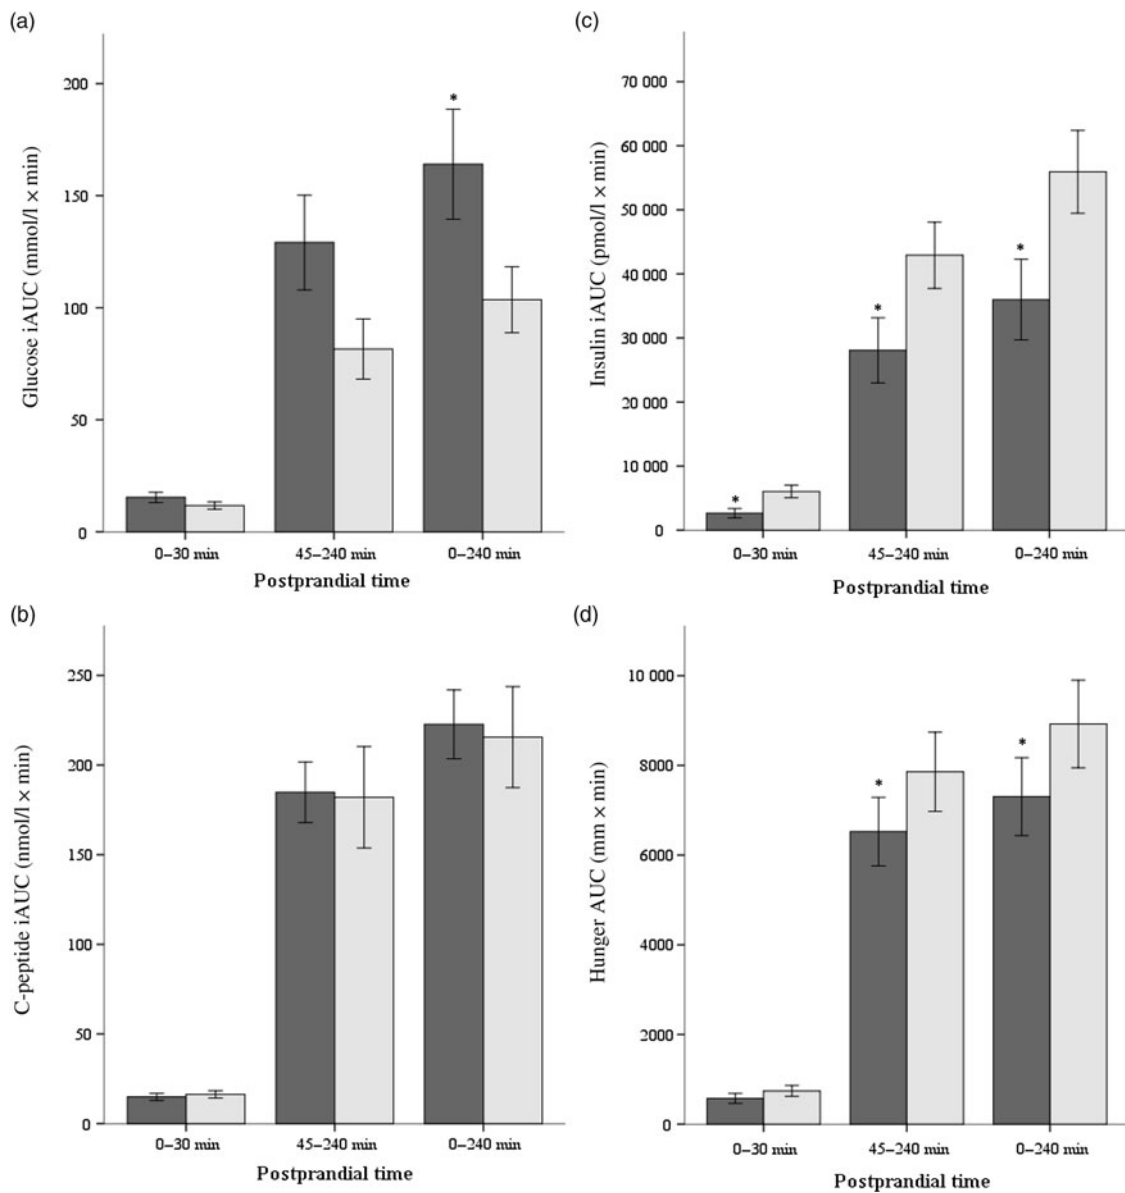 (a)
Glucose iAUC (mmol/l × min)
200
150
100
50
0
*
0–30 min 45–240 min 0–240 min
Postprandial time
(c)
Insulin iAUC (pmol/l × min)
70 000
60 000
50 000
40 000
30 000
20 000
10 000
0
*
*
*
0–30 min 45–240 min 0–240 min
Postprandial time
(b)
C-peptide iAUC (nmol/l × min)
250
200
150
100
50
0
0–30 min 45–240 min 0–240 min
Postprandial time
(d)
Hunger AUC (mm × min)
10 000
8000
6000
4000
2000
0
*
*
0–30 min 45–240 min 0–240 min
Postprandial time